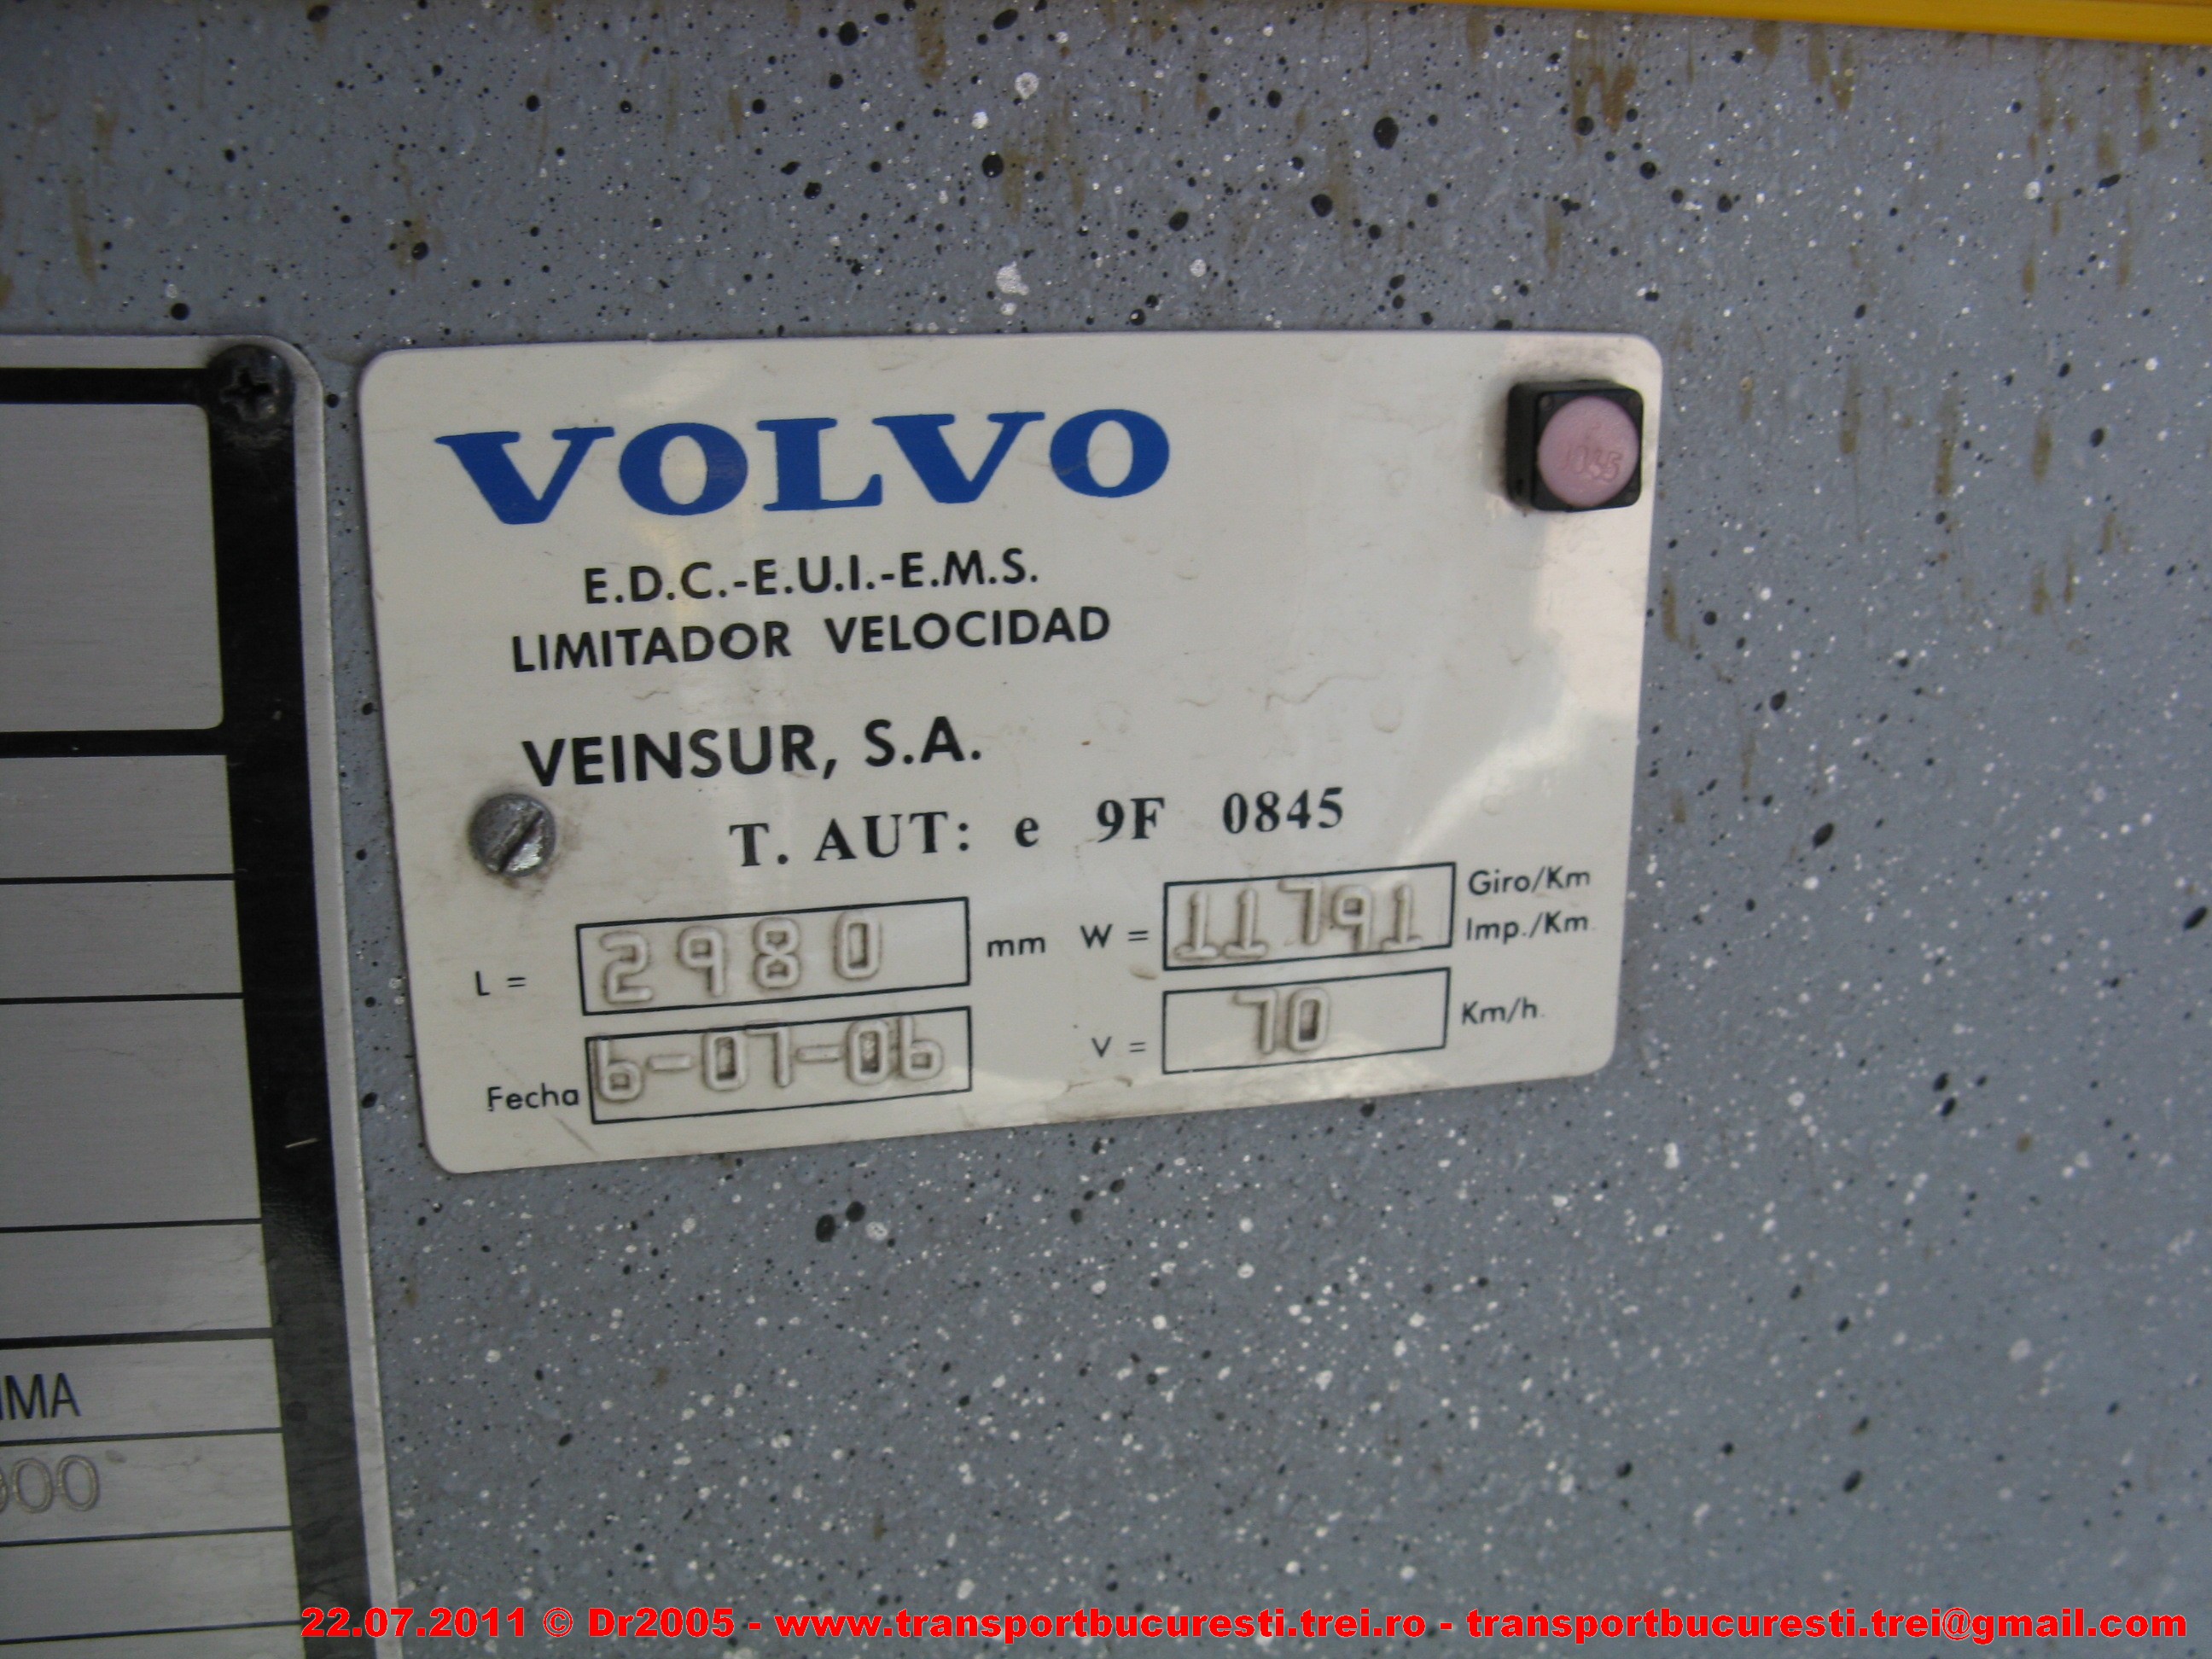 VOLVO
E.D.C.-E.U.I.-E.M.S.
LIMITADOR VELOCIDAD
VEINSUR, S.A.
T. AUT: e 9F 0845
L = 2980 mm W = 11791 Giro/Km
Imp./Km.
Fecha 6-07-06 V = 70 Km/h.
22.07.2011 © Dr2005 - www.transportbucuresti.trei.ro - transportbucuresti.trei@gmail.com